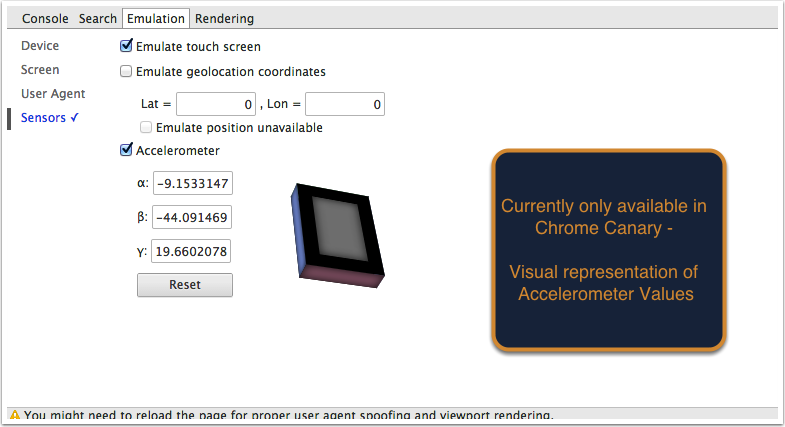 Console Search Emulation Rendering
Device
Screen
User Agent
Sensors ✓
Emulate touch screen
Emulate geolocation coordinates
Lat = 0 , Lon = 0
Emulate position unavailable
Accelerometer
α: -9.1533147
β: -44.091469
γ: 19.6602078
Reset
Currently only available in
Chrome Canary -
Visual representation of
Accelerometer Values
You might need to reload the page for proper user agent spoofing and viewport rendering.